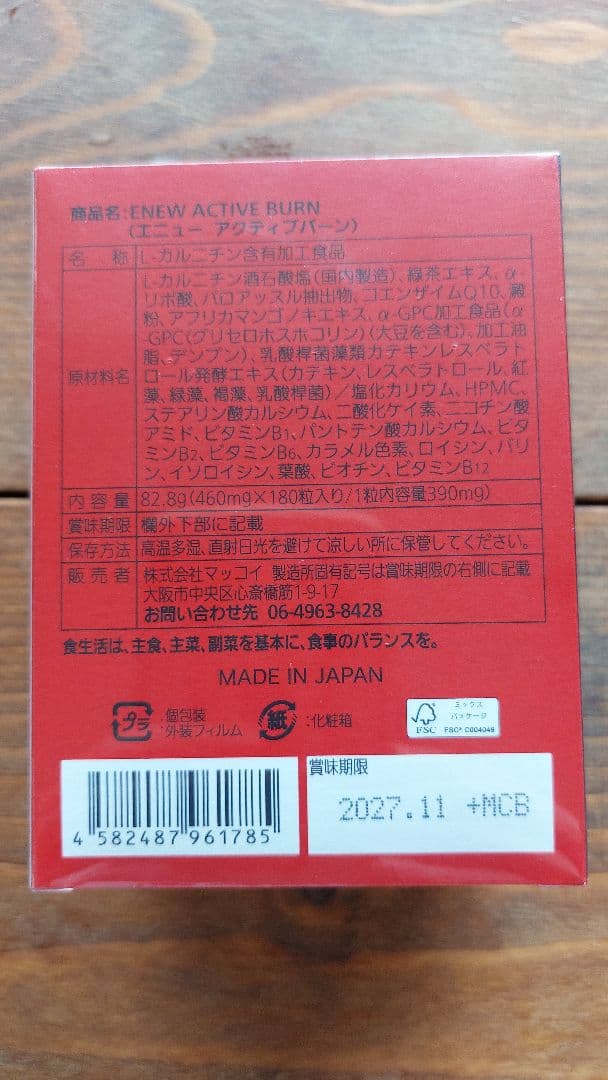 商品名:ENEW ACTIVE BURN
(エニュー アクティブバーン)
名 称 L-カルニチン含有加工食品
原材料名
L-カルニチン酒石酸塩(国内製造)、緑茶エキス、α-
リポ酸、バロアッスル抽出物、コエンザイムQ10、澱
粉、アフリカマンゴノキエキス、α-GPC加工食品(α
-GPC(グリセロホスホコリン)(大豆を含む)、加工油
脂、デンプン)、乳酸桿菌藻類カテキンレスベラト
ロール発酵エキス(カテキン、レスベラトロール、紅
藻、緑藻、褐藻、乳酸桿菌)/塩化カリウム、HPMC、
ステアリン酸カルシウム、二酸化ケイ素、ニコチン酸
アミド、ビタミンB1、パントテン酸カルシウム、ビタ
ミンB2、ビタミンB6、カラメル色素、ロイシン、バリ
ン、イソロイシン、葉酸、ビオチン、ビタミンB12
内容量 82.8g(460mg×180粒入り/1粒内容量390mg)
賞味期限 欄外下部に記載
保存方法 高温多湿、直射日光を避けて涼しい所に保管してください。
販売者 株式会社マッコイ 製造所固有記号は賞味期限の右側に記載
大阪市中央区心斎橋筋1-9-17
お問い合わせ先 06-4963-8428
食生活は、主食、主菜、副菜を基本に、食事のバランスを。
MADE IN JAPAN
プラ :個包装
:外装フィルム
紙 :化粧箱
FSC ミックス
パッケージ
FSC® C004049
賞味期限
2027.11 +MCB
4 582487 961785